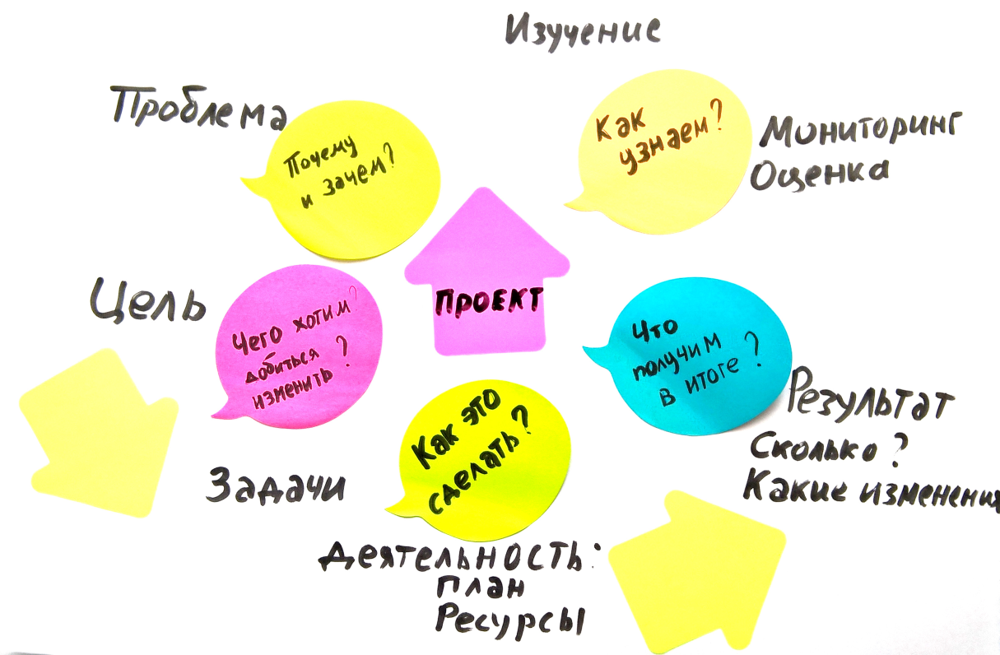 Изучение
Проблема
Почему
и зачем?
Как
узнаем?
Мониторинг
Оценка
ПРОЕКТ
Цель
Чего хотим?
добиться
изменить ?
Что
получим
в итоге ?
Результат
Сколько ?
Какие изменения
Как это
сделать?
Задачи
Деятельность:
План
Ресурсы